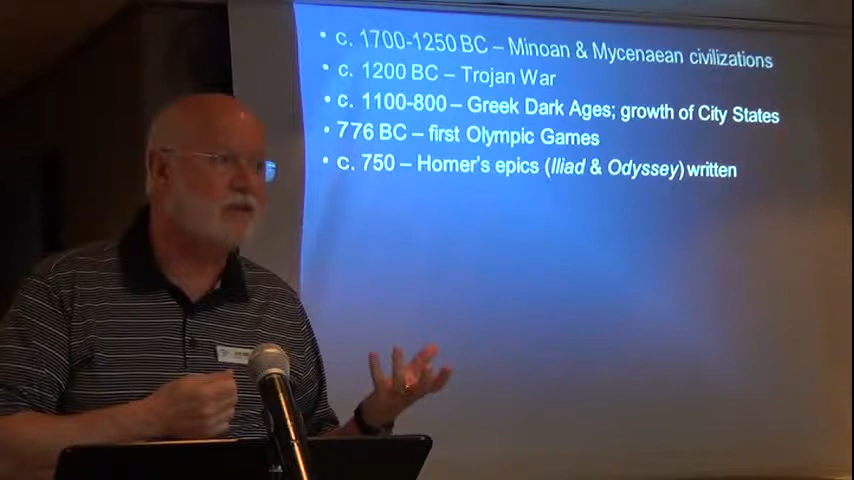 • c. 1700-1250 BC – Minoan & Mycenaean civilizations
• c. 1200 BC – Trojan War
• c. 1100-800 – Greek Dark Ages; growth of City States
• 776 BC – first Olympic Games
• c. 750 – Homer's epics (Iliad & Odyssey) written